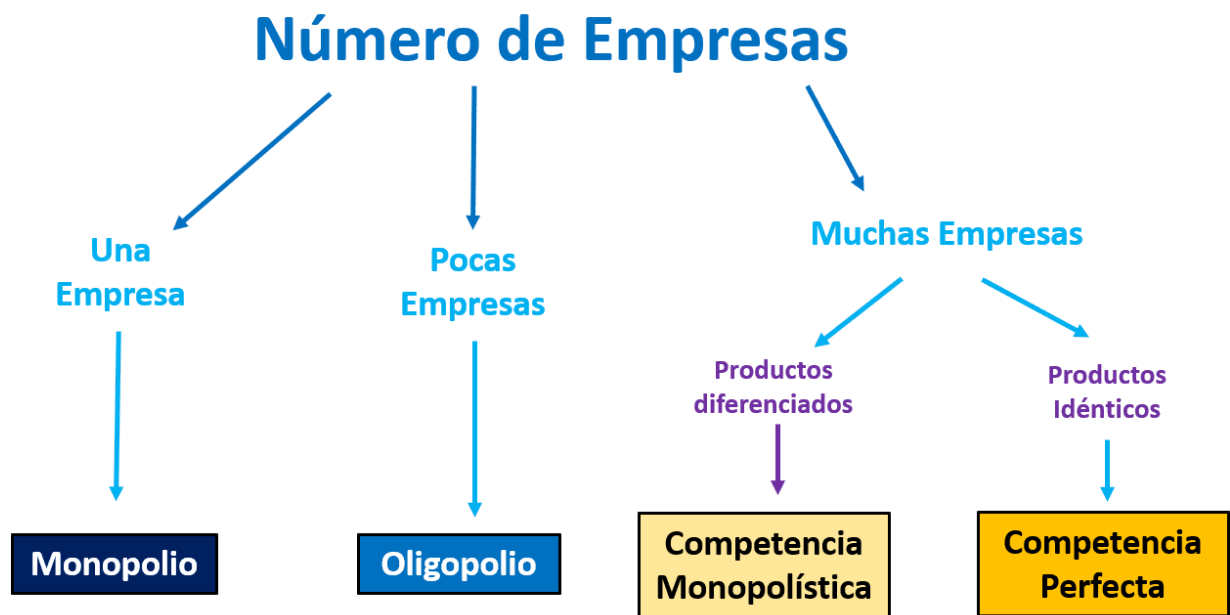 Número de Empresas
Una
Empresa
Pocas
Empresas
Muchas Empresas
Productos
diferenciados
Productos
Idénticos
Monopolio
Oligopolio
Competencia
Monopolística
Competencia
Perfecta